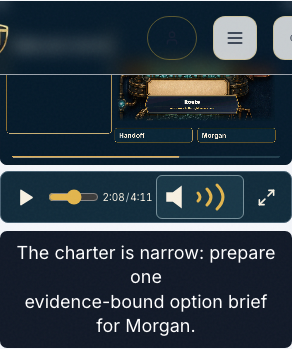 Route
Handoff
Morgan
2:08/4:11
The charter is narrow: prepare
one
evidence-bound option brief
for Morgan.